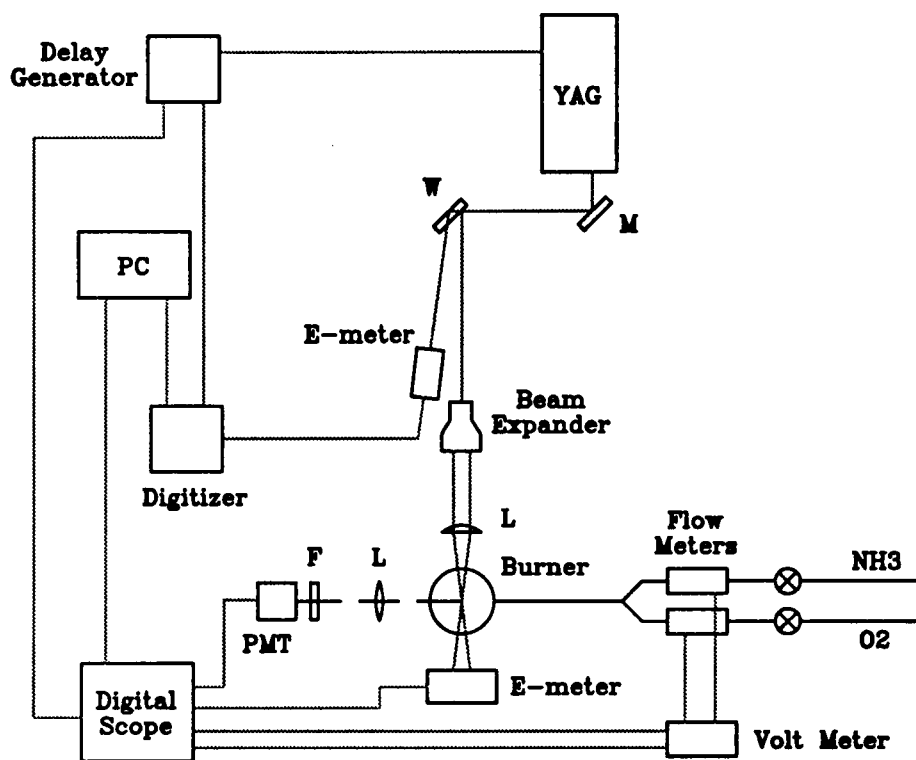 Delay
Generator
YAG
W
M
PC
E-meter
Beam
Expander
Digitizer
L
Flow
Meters
F
L
Burner
NH3
PMT
O2
Digital
Scope
E-meter
Volt Meter